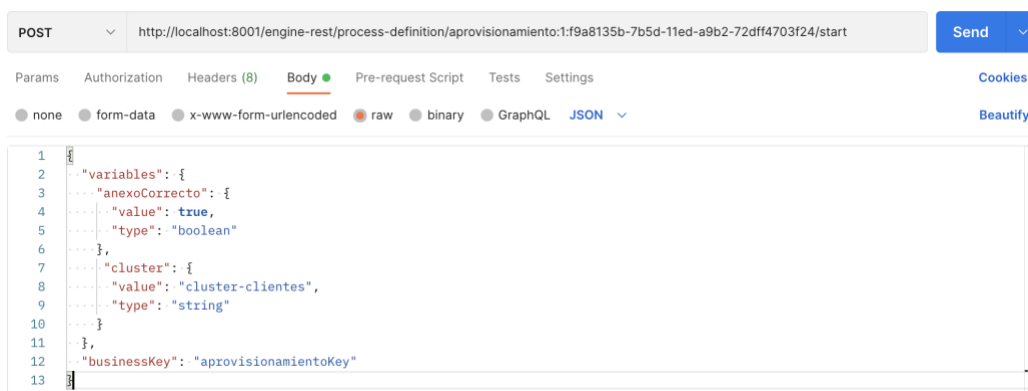 POST http://localhost:8001/engine-rest/process-definition/aprovisionamiento:1:f9a8135b-7b5d-11ed-a9b2-72dff4703f24/start Send
Params Authorization Headers (8) Body Pre-request Script Tests Settings Cookies
none form-data x-www-form-urlencoded raw binary GraphQL JSON Beautify
1 {
2 "variables": {
3 "anexoCorrecto": {
4 "value": true,
5 "type": "boolean"
6 },
7 "cluster": {
8 "value": "cluster-clientes",
9 "type": "string"
10 }
11 },
12 "businessKey": "aprovisionamientoKey"
13 }